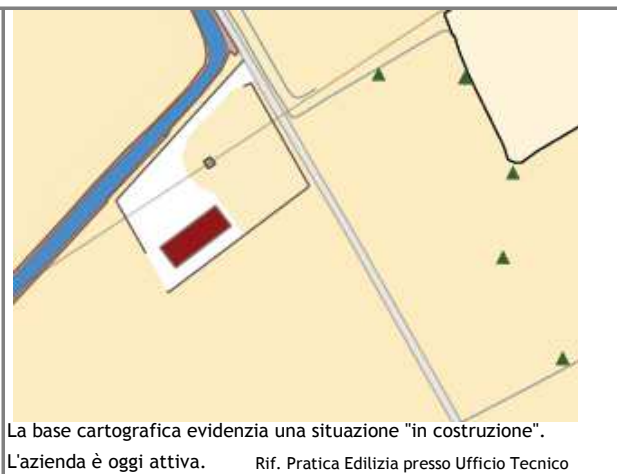 La base cartografica evidenzia una situazione "in costruzione".
L'azienda è oggi attiva. Rif. Pratica Edilizia presso Ufficio Tecnico